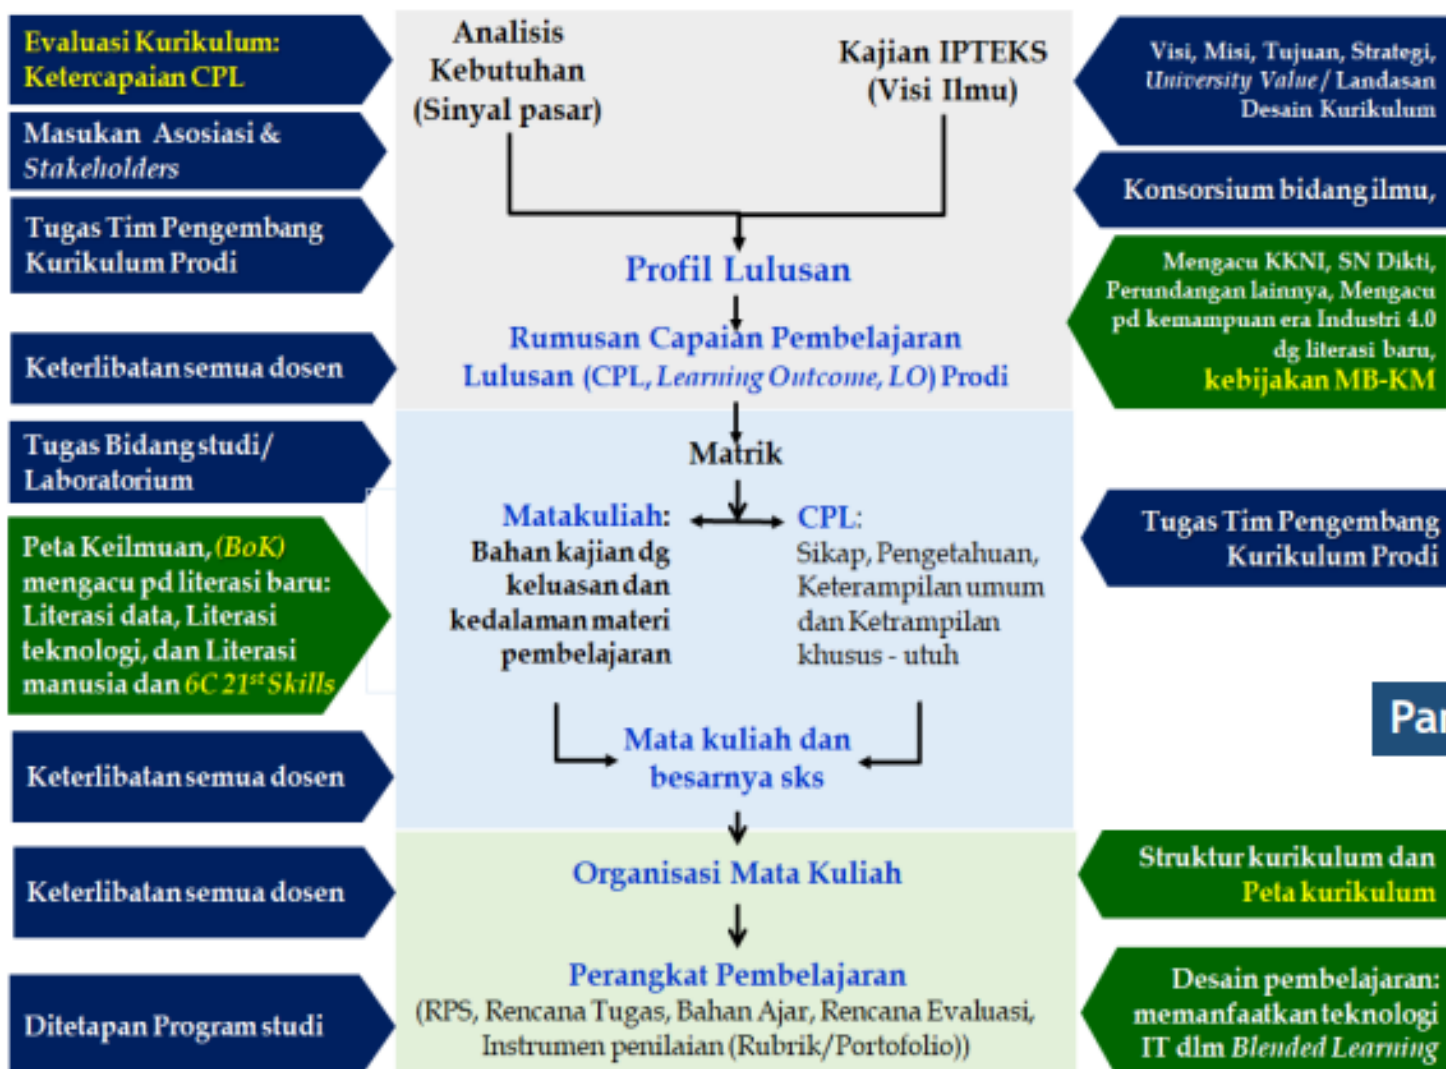 Evaluasi Kurikulum:
Ketercapaian CPL
Masukan Asosiasi &
Stakeholders
Tugas Tim Pengembang
Kurikulum Prodi
Keterlibatan semua dosen
Tugas Bidang studi/
Laboratorium
Peta Keilmuan, (BoK)
mengacu pd literasi baru:
Literasi data, Literasi
teknologi, dan Literasi
manusia dan 6C 21st Skills
Keterlibatan semua dosen
Keterlibatan semua dosen
Ditetapan Program studi
Analisis
Kebutuhan
(Sinyal pasar)
Kajian IPTEKS
(Visi Ilmu)
Profil Lulusan
Rumusan Capaian Pembelajaran
Lulusan (CPL, Learning Outcome, LO) Prodi
Matrik
Matakuliah:
Bahan kajian dg
keluasan dan
kedalaman materi
pembelajaran
CPL:
Sikap, Pengetahuan,
Keterampilan umum
dan Ketrampilan
khusus - utuh
Mata kuliah dan
besarnya sks
Organisasi Mata Kuliah
Perangkat Pembelajaran
(RPS, Rencana Tugas, Bahan Ajar, Rencana Evaluasi,
Instrumen penilaian (Rubrik/Portofolio))
Visi, Misi, Tujuan, Strategi,
University Value / Landasan
Desain Kurikulum
Konsorsium bidang ilmu,
Mengacu KKNI, SN Dikti,
Perundangan lainnya, Mengacu
pd kemampuan era Industri 4.0
dg literasi baru,
kebijakan MB-KM
Tugas Tim Pengembang
Kurikulum Prodi
Struktur kurikulum dan
Peta kurikulum
Desain pembelajaran:
memanfaatkan teknologi
IT dlm Blended Learning